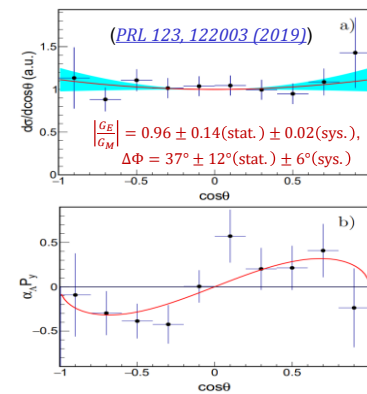 (PRL 123, 122003 (2019))
a)
dσ/dcosθ (a.u.)
1.5
1
0.5
0
|G_E/G_M| = 0.96 ± 0.14(stat.) ± 0.02(sys.),
ΔΦ = 37° ± 12°(stat.) ± 6°(sys.)
-1 -0.5 0 0.5
cosθ
b)
α_Λ P_y
0.5
0
-0.5
-1 -0.5 0 0.5
cosθ